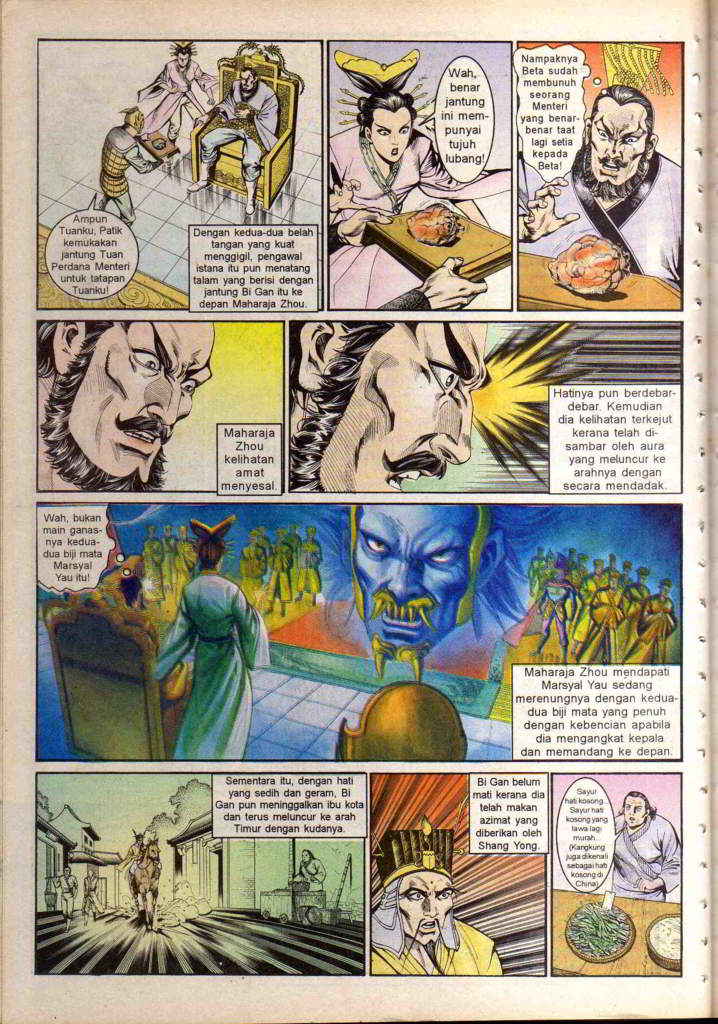 Ampun
Tuanku, Patik
kemukakan
jantung Tuan
Perdana Menteri
untuk tatapan
Tuanku!
Dengan kedua-dua belah
tangan yang kuat
menggigil, pengawal
istana itu pun menatang
talam yang berisi dengan
jantung Bi Gan itu ke
depan Maharaja Zhou.
Wah,
benar
jantung
ini mem-
punyai
tujuh
lubang!
Nampaknya
Beta sudah
membunuh
seorang
Menteri
yang benar-
benar taat
lagi setia
kepada
Beta!
Maharaja
Zhou
kelihatan
amat
menyesal.
Hatinya pun berdebar-
debar. Kemudian
dia kelihatan terkejut
kerana telah di-
sambar oleh aura
yang meluncur ke
arahnya dengan
secara mendadak.
Wah, bukan
main ganas-
nya kedua-
dua biji mata
Marsyal
Yau itu!
Maharaja Zhou mendapati
Marsyal Yau sedang
merenungnya dengan kedua-
dua biji mata yang penuh
dengan kebencian apabila
dia mengangkat kepala
dan memandang ke depan.
Sementara itu, dengan hati
yang sedih dan geram, Bi
Gan pun meninggalkan ibu kota
dan terus meluncur ke arah
Timur dengan kudanya.
Bi Gan belum
mati kerana dia
telah makan
azimat yang
diberikan oleh
Shang Yong.
Sayur
hati kosong...
Sayur hati
kosong yang
lawa lagi
murah...
(Kangkung
juga dikenali
sebagai hati
kosong di
China)